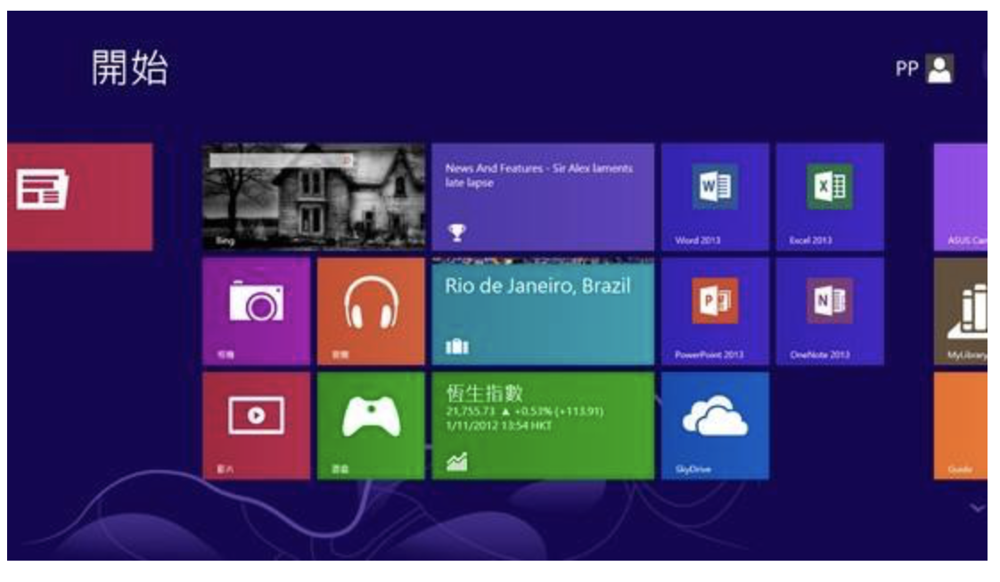 開始
PP
Bing
News And Features - Sir Alex laments
late lapse
Word 2013
Excel 2013
ASUS Cam
相機
音樂
Rio de Janeiro, Brazil
PowerPoint 2013
OneNote 2013
MyLibrary
影片
遊戲
恆生指數
21,755.73 ▲ +0.53% (+113.91)
1/11/2012 13:54 HKT
SkyDrive
Guide